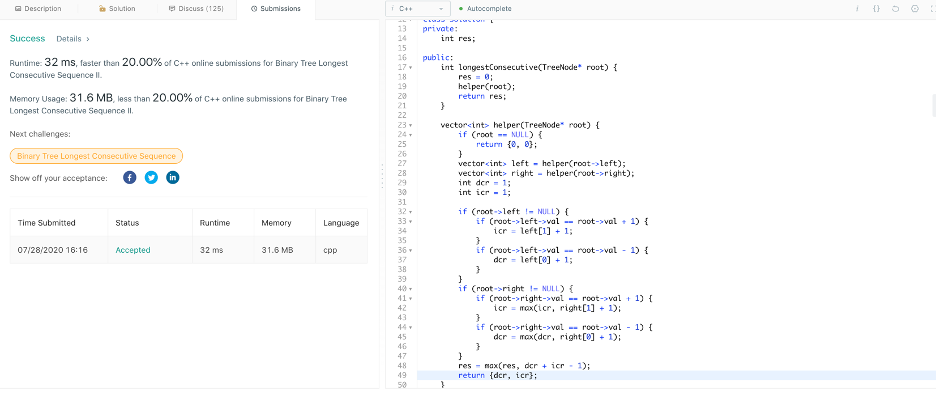 Description Solution Discuss (125) Submissions
Success Details >
Runtime: 32 ms, faster than 20.00% of C++ online submissions for Binary Tree Longest
Consecutive Sequence II.
Memory Usage: 31.6 MB, less than 20.00% of C++ online submissions for Binary Tree
Longest Consecutive Sequence II.
Next challenges:
Binary Tree Longest Consecutive Sequence
Show off your acceptance:
Time Submitted Status Runtime Memory Language
07/28/2020 16:16 Accepted 32 ms 31.6 MB cpp
i C++ Autocomplete i {}
12 class Solution {
13 private:
14 int res;
15
16 public:
17 int longestConsecutive(TreeNode* root) {
18 res = 0;
19 helper(root);
20 return res;
21 }
22
23 vector<int> helper(TreeNode* root) {
24 if (root == NULL) {
25 return {0, 0};
26 }
27 vector<int> left = helper(root->left);
28 vector<int> right = helper(root->right);
29 int dcr = 1;
30 int icr = 1;
31
32 if (root->left != NULL) {
33 if (root->left->val == root->val + 1) {
34 icr = left[1] + 1;
35 }
36 if (root->left->val == root->val - 1) {
37 dcr = left[0] + 1;
38 }
39 }
40 if (root->right != NULL) {
41 if (root->right->val == root->val + 1) {
42 icr = max(icr, right[1] + 1);
43 }
44 if (root->right->val == root->val - 1) {
45 dcr = max(dcr, right[0] + 1);
46 }
47 }
48 res = max(res, dcr + icr - 1);
49 return {dcr, icr};
50 }